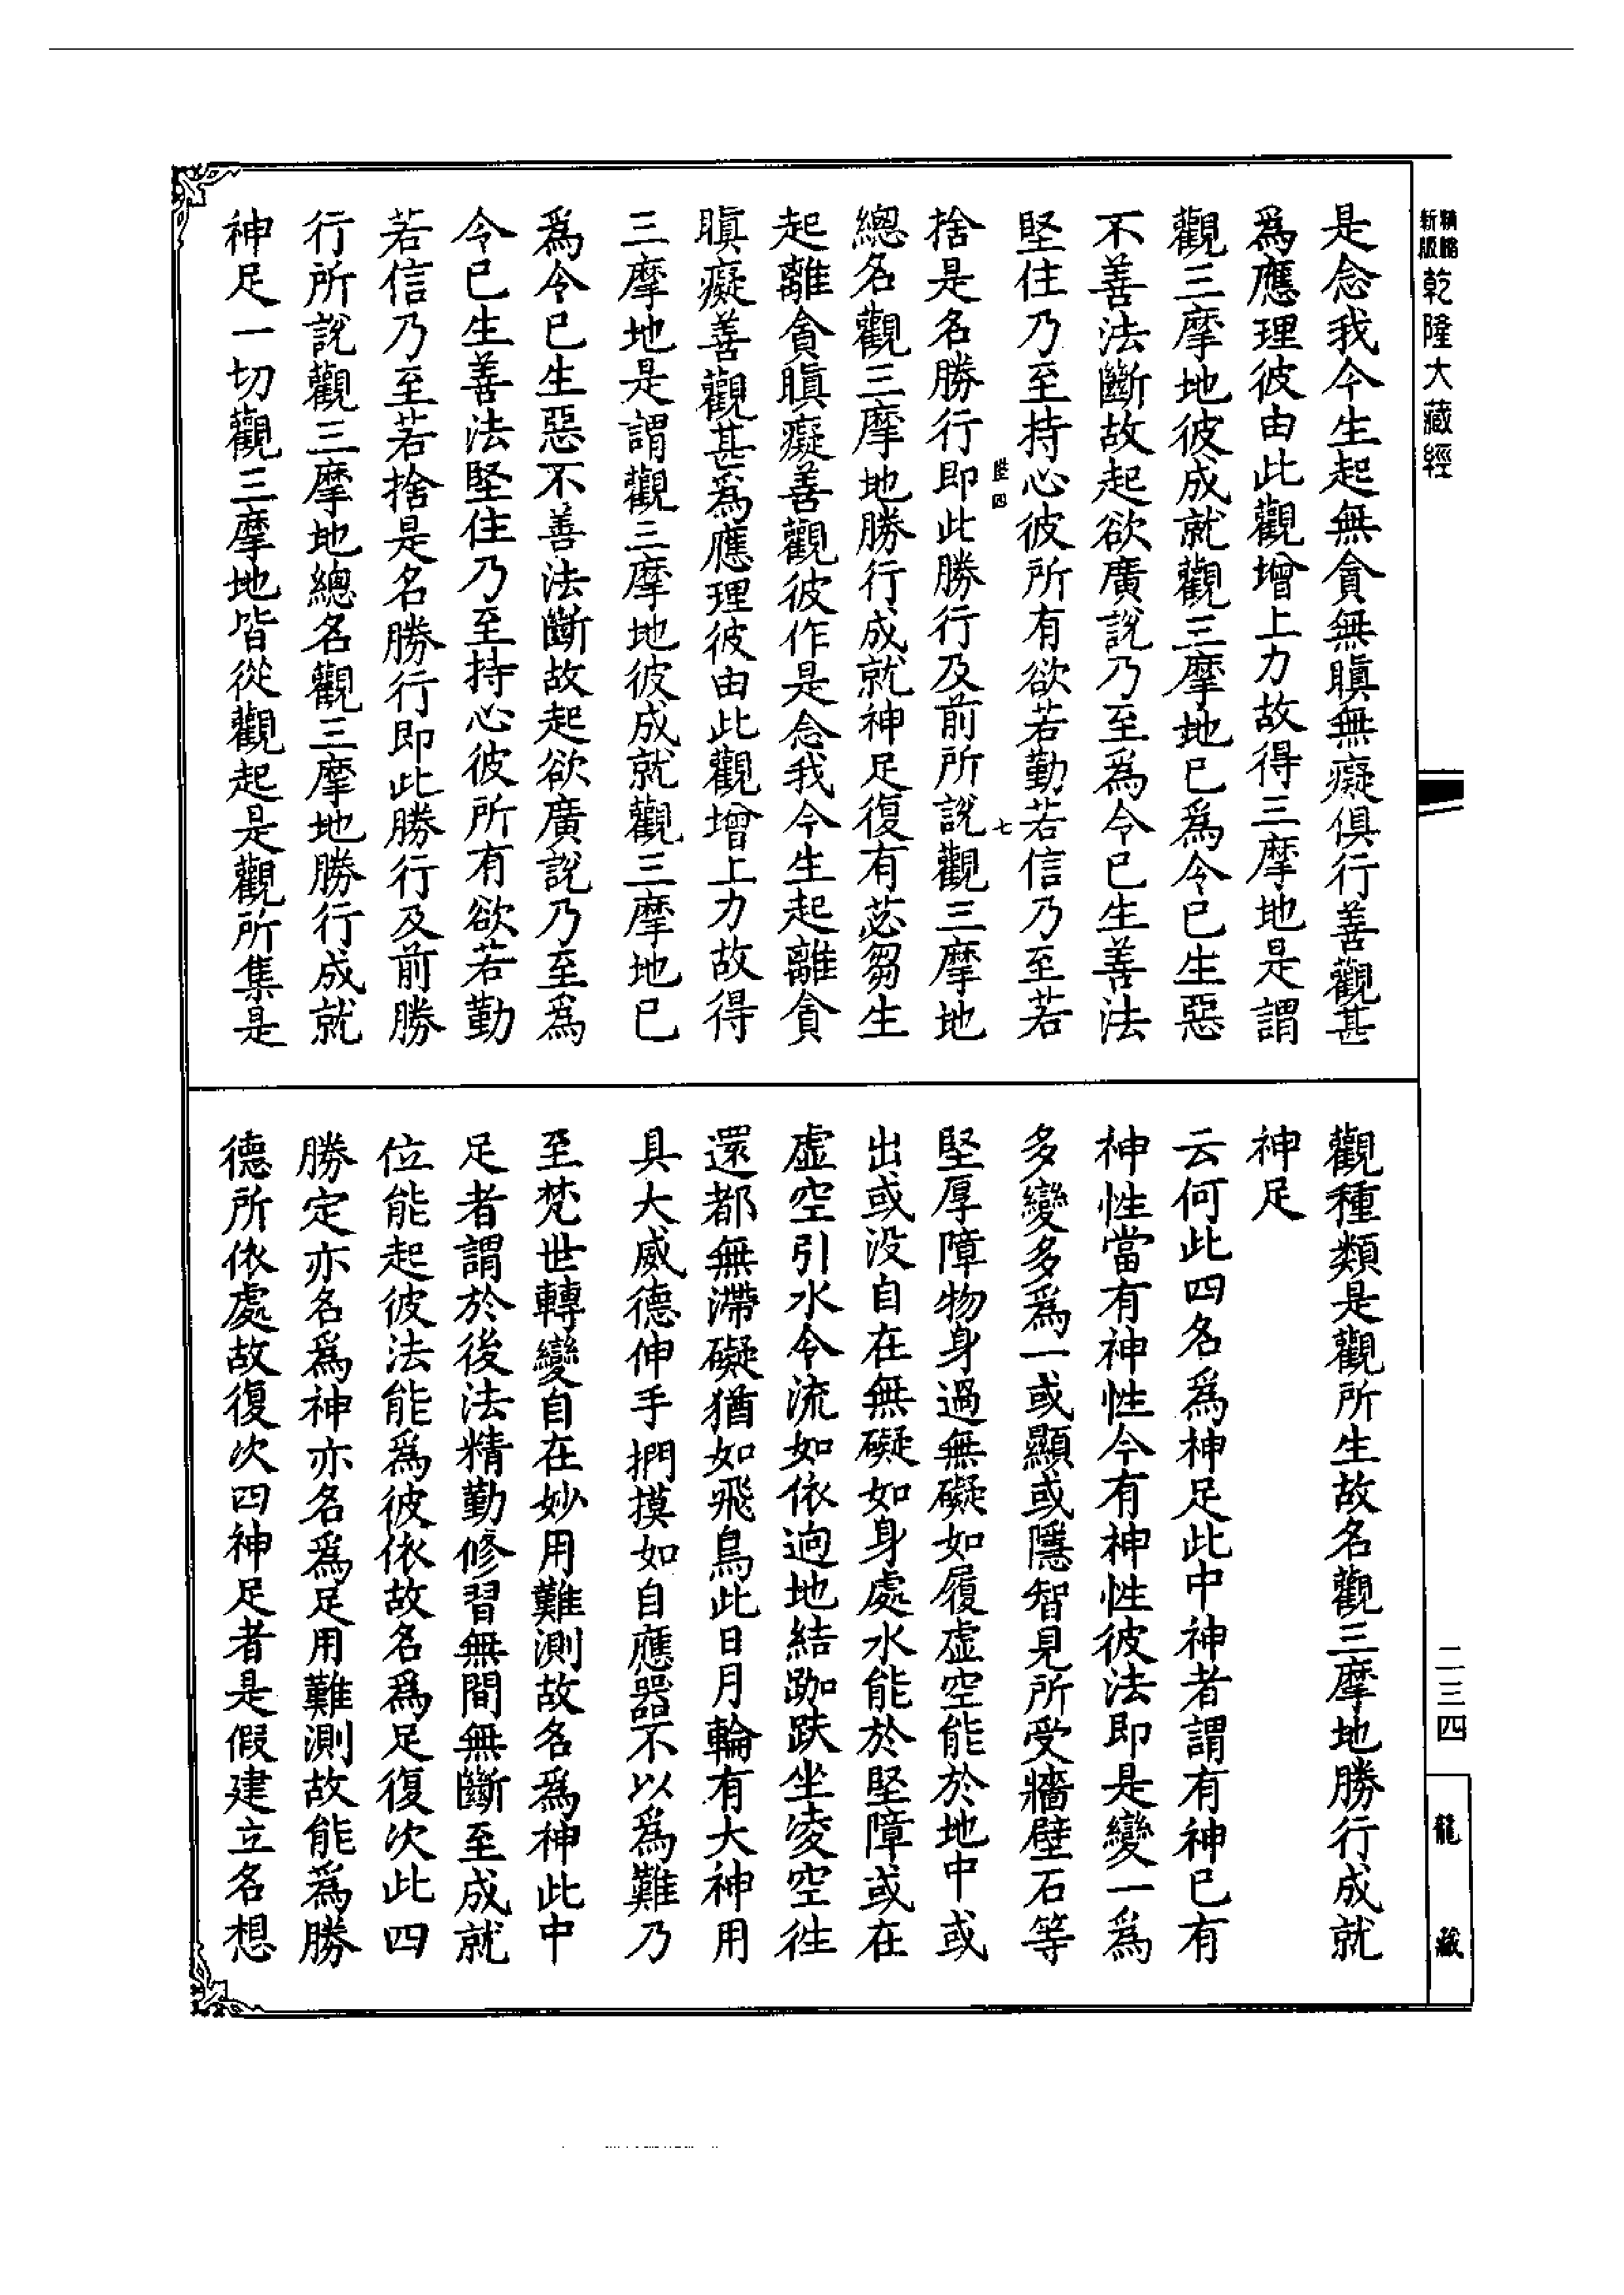 新版
精縮
乾隆大藏經
是念我今生起無貪無瞋無癡俱行善觀甚
爲應理彼由此觀增上力故得三摩地是謂
觀三摩地彼成就觀三摩地已爲令已生惡
不善法斷故起欲廣說乃至爲令已生善法
堅住乃至持心彼所有欲若勤若信乃至若
捨是名勝行即此勝行及前所說觀三摩地
總名觀三摩地勝行成就神足復有苾芻生
起離貪瞋癡善觀彼作是念我今生起離貪
瞋癡善觀甚爲應理彼由此觀增上力故得
三摩地是謂觀三摩地彼成就觀三摩地已
爲令已生惡不善法斷故起欲廣說乃至爲
令已生善法堅住乃至持心彼所有欲若勤
若信乃至若捨是名勝行即此勝行及前勝
行所說觀三摩地總名觀三摩地勝行成就
神足一切觀三摩地皆從觀起是觀所集是
七
觀種類是觀所生故名觀三摩地勝行成就
神足
云何此四名爲神足此中神者謂有神已有
神性當有神性今有神性彼法即是變一爲
多變多爲一或顯或隱智見所受牆壁石等
堅厚障物身過無礙如履虛空能於地中或
出或没自在無礙如身處水能於堅障或在
虛空引水令流如依迥地結跏趺坐凌空往
還都無滯礙猶如飛鳥此日月輪有大神用
具大威德伸手捫摸如自應器不以爲難乃
至梵世轉變自在妙用難測故名爲神此中
足者謂於後法精勤修習無間無斷至成就
位能起彼法能爲彼依故名爲足復次此四
勝定亦名爲神亦名爲足用難測故能爲勝
德所依處故復次四神足者是假建立名想
二三四
龍藏